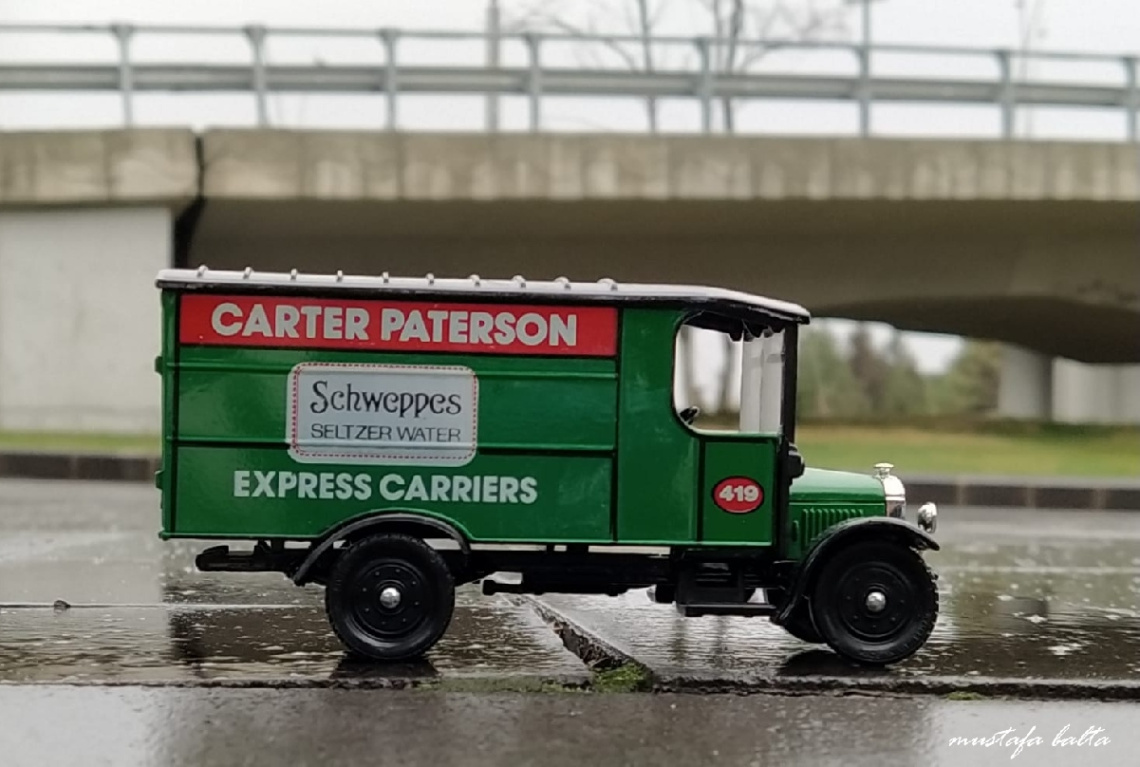 CARTER PATERSON
Schweppes
SELTZER WATER
EXPRESS CARRIERS
419
mustafa balta